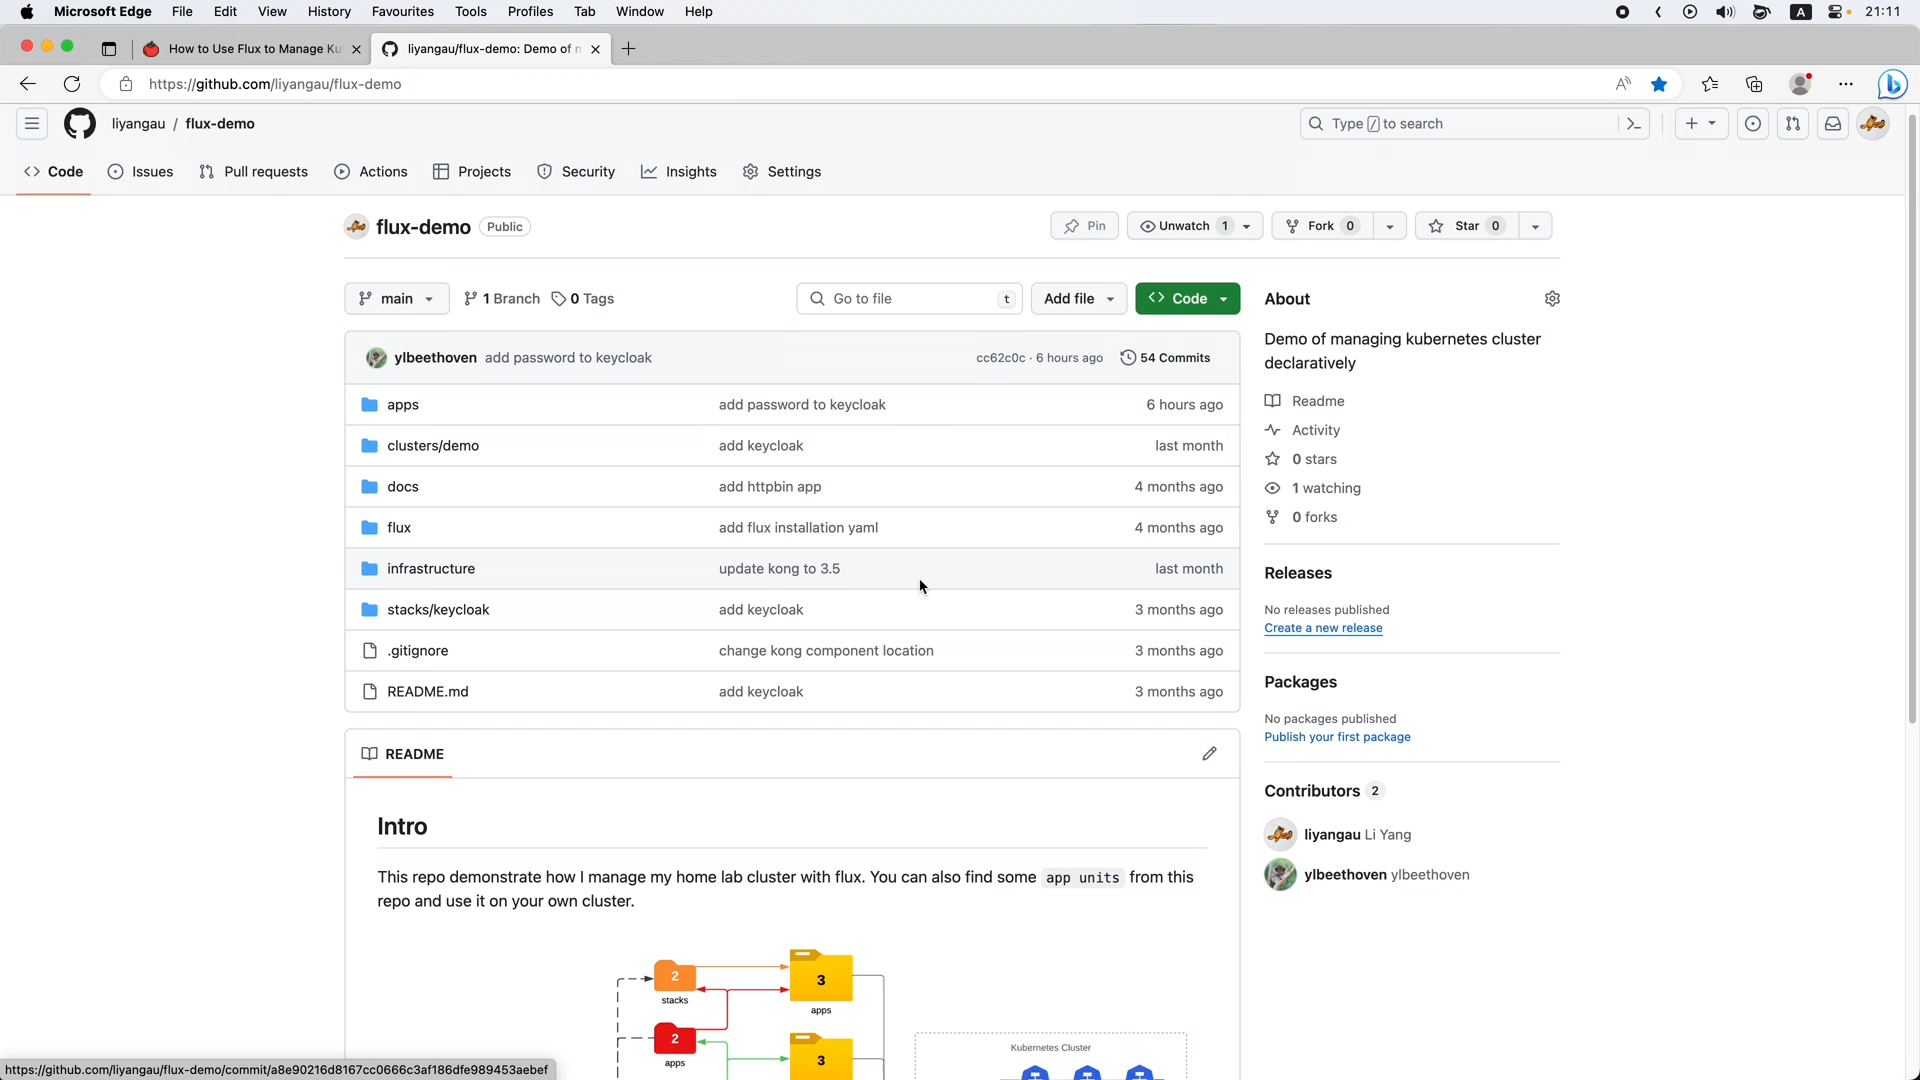 Microsoft Edge File Edit View History Favourites Tools Profiles Tab Window Help A 21:11
How to Use Flux to Manage Ku liyangau/flux-demo: Demo of m
https://github.com/liyangau/flux-demo
liyangau / flux-demo Type / to search
Code Issues Pull requests Actions Projects Security Insights Settings
flux-demo Public Pin Unwatch 1 Fork 0 Star 0
main 1 Branch 0 Tags Go to file t Add file Code
ylbeethoven add password to keycloak cc62c0c · 6 hours ago 54 Commits
apps add password to keycloak 6 hours ago
clusters/demo add keycloak last month
docs add httpbin app 4 months ago
flux add flux installation yaml 4 months ago
infrastructure update kong to 3.5 last month
stacks/keycloak add keycloak 3 months ago
.gitignore change kong component location 3 months ago
README.md add keycloak 3 months ago
README
Intro
This repo demonstrate how I manage my home lab cluster with flux. You can also find some app units from this
repo and use it on your own cluster.
2
stacks
3
apps
2
apps
3
Kubernetes Cluster
About
Demo of managing kubernetes cluster
declaratively
Readme
Activity
0 stars
1 watching
0 forks
Releases
No releases published
Create a new release
Packages
No packages published
Publish your first package
Contributors 2
liyangau Li Yang
ylbeethoven ylbeethoven
https://github.com/liyangau/flux-demo/commit/a8e90216d8167cc0666c3af186dfe989453aebef